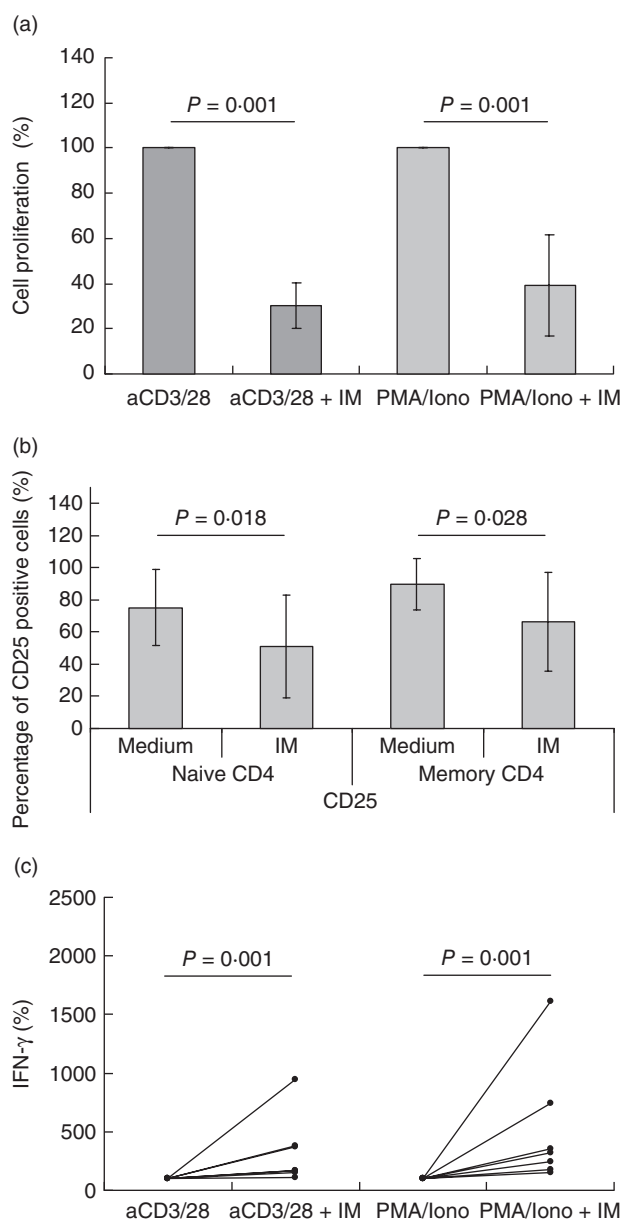 (a)
140
120
100
80
60
40
20
0
Cell proliferation (%)
P = 0·001
P = 0·001
aCD3/28
aCD3/28 + IM
PMA/Iono
PMA/Iono + IM
(b)
140
120
100
80
60
40
20
0
Percentage of CD25 positive cells (%)
P = 0·018
P = 0·028
Medium
IM
Medium
IM
Naive CD4
Memory CD4
CD25
(c)
2500
2000
1500
1000
500
0
IFN-γ (%)
P = 0·001
P = 0·001
aCD3/28
aCD3/28 + IM
PMA/Iono
PMA/Iono + IM